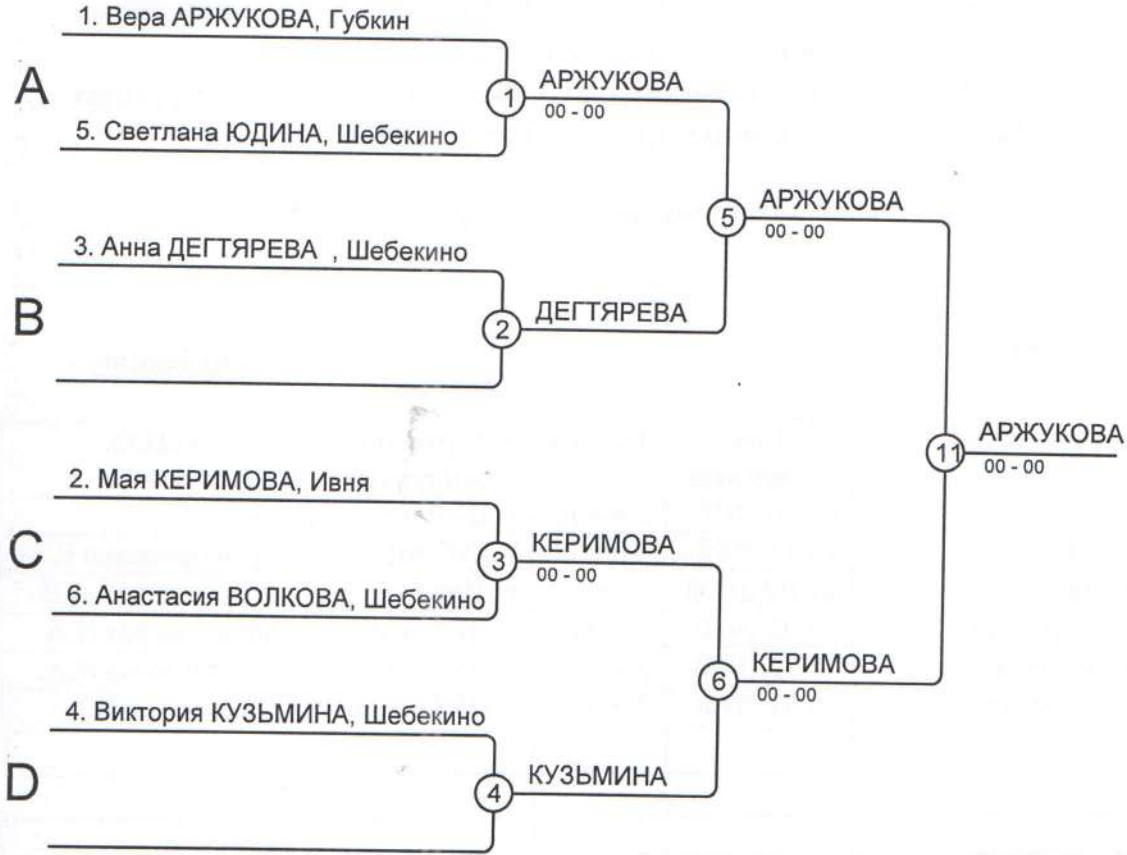 1. Вера АРЖУКОВА, Губкин
A
1
АРЖУКОВА
00 - 00
5. Светлана ЮДИНА, Шебекино
5
АРЖУКОВА
00 - 00
3. Анна ДЕГТЯРЕВА , Шебекино
B
2
ДЕГТЯРЕВА
11
АРЖУКОВА
00 - 00
2. Мая КЕРИМОВА, Ивня
C
3
КЕРИМОВА
00 - 00
6. Анастасия ВОЛКОВА, Шебекино
6
КЕРИМОВА
00 - 00
4. Виктория КУЗЬМИНА, Шебекино
D
4
КУЗЬМИНА